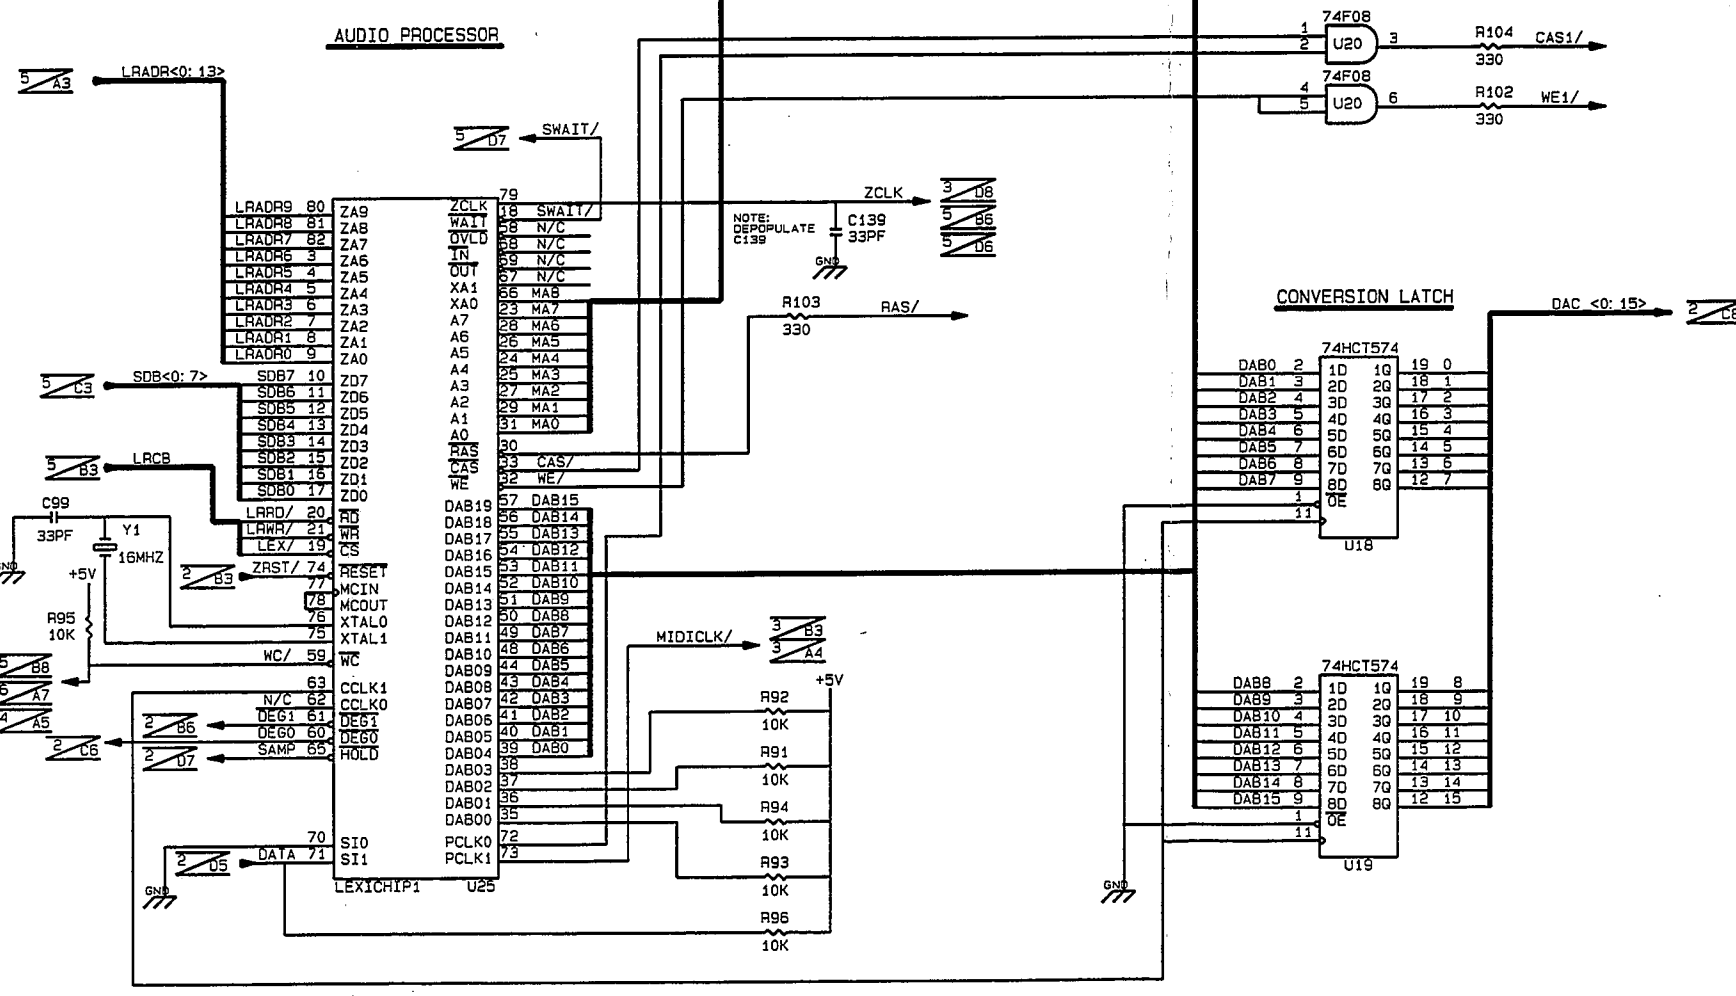 AUDIO PROCESSOR
5 A3
LRADR<0: 13>
5 D7
SWAIT/
74F08
1
2
U20
3
R104
330
CAS1/
74F08
4
5
U20
6
R102
330
WE1/
LRADR9 80 ZA9
LRADR8 81 ZA8
LRADR7 82 ZA7
LRADR6 3 ZA6
LRADR5 4 ZA5
LRADR4 5 ZA4
LRADR3 6 ZA3
LRADR2 7 ZA2
LRADR1 8 ZA1
LRADR0 9 ZA0
5 C3
SDB<0: 7>
SDB7 10 ZD7
SDB6 11 ZD6
SDB5 12 ZD5
SDB4 13 ZD4
SDB3 14 ZD3
SDB2 15 ZD2
SDB1 16 ZD1
SDB0 17 ZD0
5 B3
LRCB
LRRD/ 20 RD
LRWR/ 21 WR
LEX/ 19 CS
C99
33PF
Y1
16MHZ
GND
+5V
R95
10K
2 B3
ZRST/ 74 RESET
77 MCIN
78 MCOUT
76 XTAL0
75 XTAL1
WC/ 59 WC
5 B8
6 A7
4 A5
63 CCLK1
N/C 62 CCLK0
2 B6
DEG1 61 DEG1
2 C6
DEG0 60 DEG0
2 D7
SAMP 65 HOLD
70 SI0
2 D5
DATA 71 SI1
GND
LEXICHIP1
U25
ZCLK 79
WAIT 18 SWAIT/
OVLD 58 N/C
IN 68 N/C
OUT 69 N/C
XA1 67 N/C
XA0 66 MA8
A7 23 MA7
A6 28 MA6
A5 26 MA5
A4 24 MA4
A3 25 MA3
A2 27 MA2
A1 29 MA1
A0 31 MA0
RAS 30
CAS 33 CAS/
WE 32 WE/
DAB19 57 DAB15
DAB18 56 DAB14
DAB17 55 DAB13
DAB16 54 DAB12
DAB15 53 DAB11
DAB14 52 DAB10
DAB13 51 DAB9
DAB12 50 DAB8
DAB11 49 DAB7
DAB10 48 DAB6
DAB09 44 DAB5
DAB08 43 DAB4
DAB07 42 DAB3
DAB06 41 DAB2
DAB05 40 DAB1
DAB04 39 DAB0
DAB03 38
DAB02 37
DAB01 36
DAB00 35
PCLK0 72
PCLK1 73
ZCLK
3 D8
5 B6
5 D6
NOTE:
DEPOPULATE
C139
C139
33PF
GND
R103
330
RAS/
MIDICLK/
3 B3
3 A4
+5V
R92
10K
R91
10K
R94
10K
R93
10K
R96
10K
CONVERSION LATCH
DAC <0: 15>
2 C8
74HCT574
DAB0 2 1D 1Q 19 0
DAB1 3 2D 2Q 18 1
DAB2 4 3D 3Q 17 2
DAB3 5 4D 4Q 16 3
DAB4 6 5D 5Q 15 4
DAB5 7 6D 6Q 14 5
DAB6 8 7D 7Q 13 6
DAB7 9 8D 8Q 12 7
1 OE
11
U18
74HCT574
DAB8 2 1D 1Q 19 8
DAB9 3 2D 2Q 18 9
DAB10 4 3D 3Q 17 10
DAB11 5 4D 4Q 16 11
DAB12 6 5D 5Q 15 12
DAB13 7 6D 6Q 14 13
DAB14 8 7D 7Q 13 14
DAB15 9 8D 8Q 12 15
1 OE
11
U19
GND